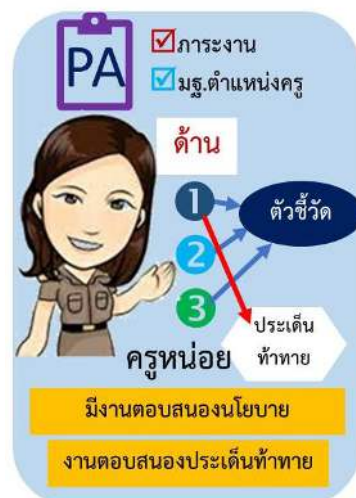 PA
ภาระงาน
มฐ.ตำแหน่งครู
ด้าน
1
2
3
ตัวชี้วัด
ประเด็น
ท้าทาย
ครูหน่อย
มีงานตอบสนองนโยบาย
งานตอบสนองประเด็นท้าทาย